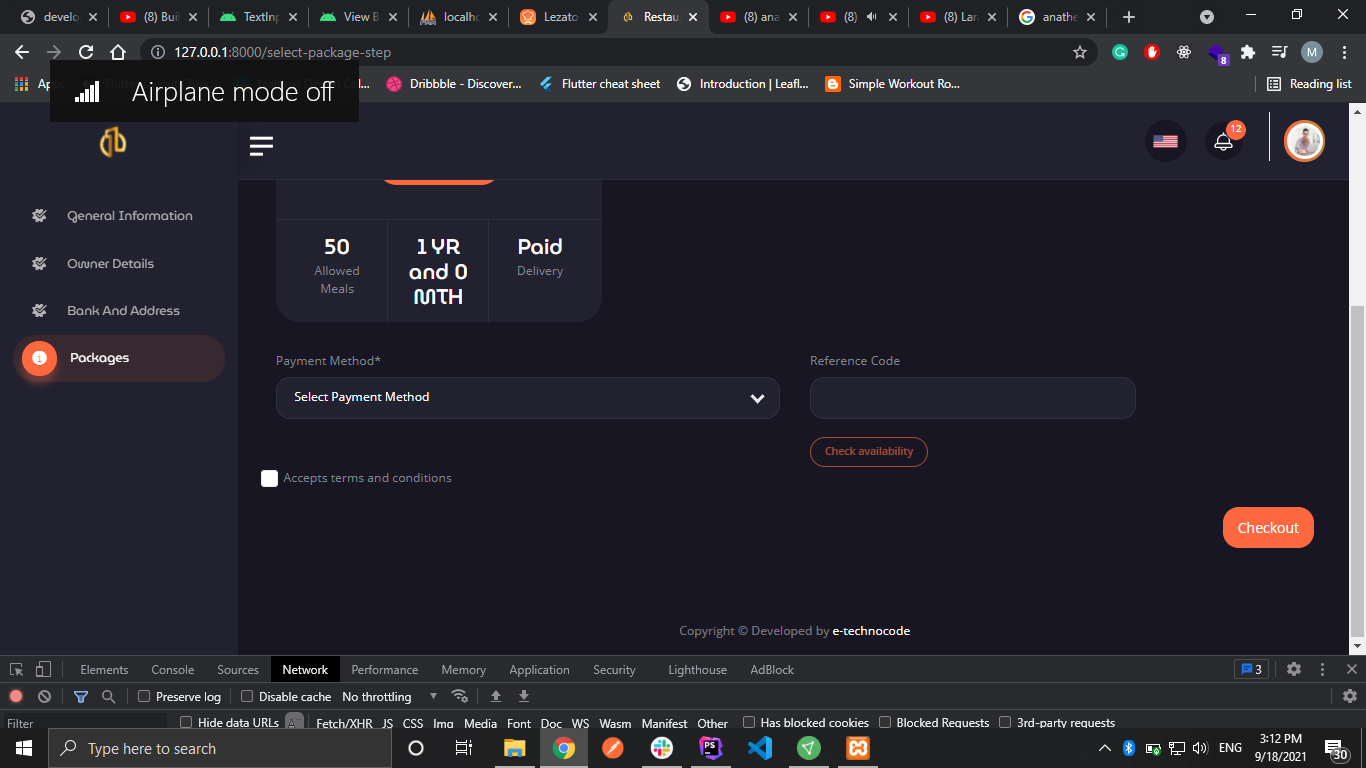 develo
(8) Buil
TextInp
View B
localho
Lezato
Restau
(8) ana
(8)
(8) Lar
anathe
127.0.0.1:8000/select-package-step
8
M
Dribbble - Discover...
Flutter cheat sheet
Introduction | Leafl...
Simple Workout Ro...
Reading list
Airplane mode off
12
General Information
Owner Details
Bank And Address
Packages
50
Allowed
Meals
1 YR
and 0
MTH
Paid
Delivery
Payment Method*
Select Payment Method
Reference Code
Check availability
Accepts terms and conditions
Checkout
Copyright © Developed by e-technocode
Elements Console Sources Network Performance Memory Application Security Lighthouse AdBlock
3
Preserve log Disable cache No throttling
Filter
Hide data URLs
Fetch/XHR JS CSS Img Media Font Doc WS Wasm Manifest Other
Has blocked cookies Blocked Requests 3rd-party requests
Type here to search
PS
ENG
3:12 PM
9/18/2021
30